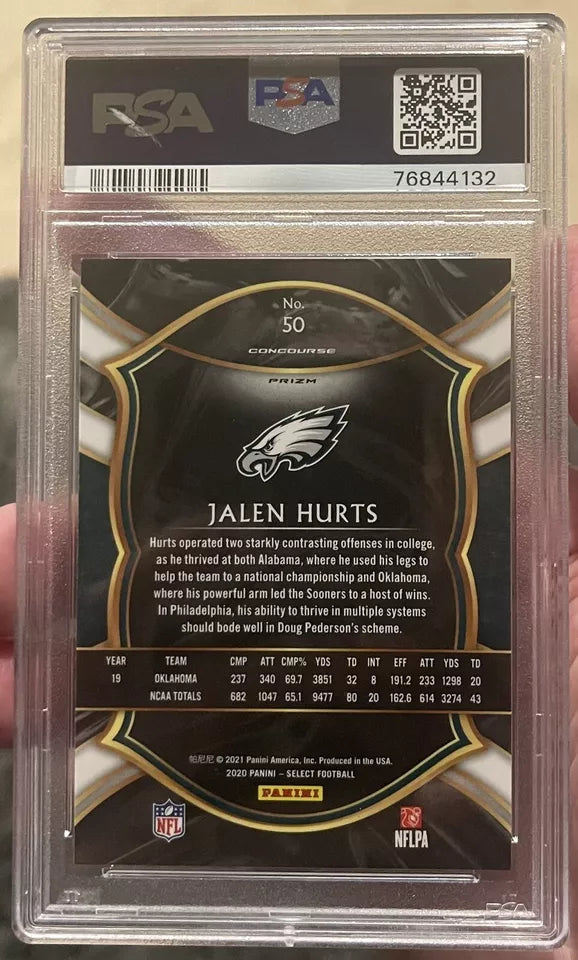 PSA
PSA
76844132
No.
50
CONCOURSE
PRIZM
JALEN HURTS
Hurts operated two starkly contrasting offenses in college,
as he thrived at both Alabama, where he used his legs to
help the team to a national championship and Oklahoma,
where his powerful arm led the Sooners to a host of wins.
In Philadelphia, his ability to thrive in multiple systems
should bode well in Doug Pederson's scheme.
YEAR TEAM CMP ATT CMP% YDS TD INT EFF ATT YDS TD
19 OKLAHOMA 237 340 69.7 3851 32 8 191.2 233 1298 20
NCAA TOTALS 682 1047 65.1 9477 80 20 162.6 614 3274 43
帕尼尼 © 2021 Panini America, Inc. Produced in the USA.
2020 PANINI – SELECT FOOTBALL
PANINI
NFL
NFLPA
PSA